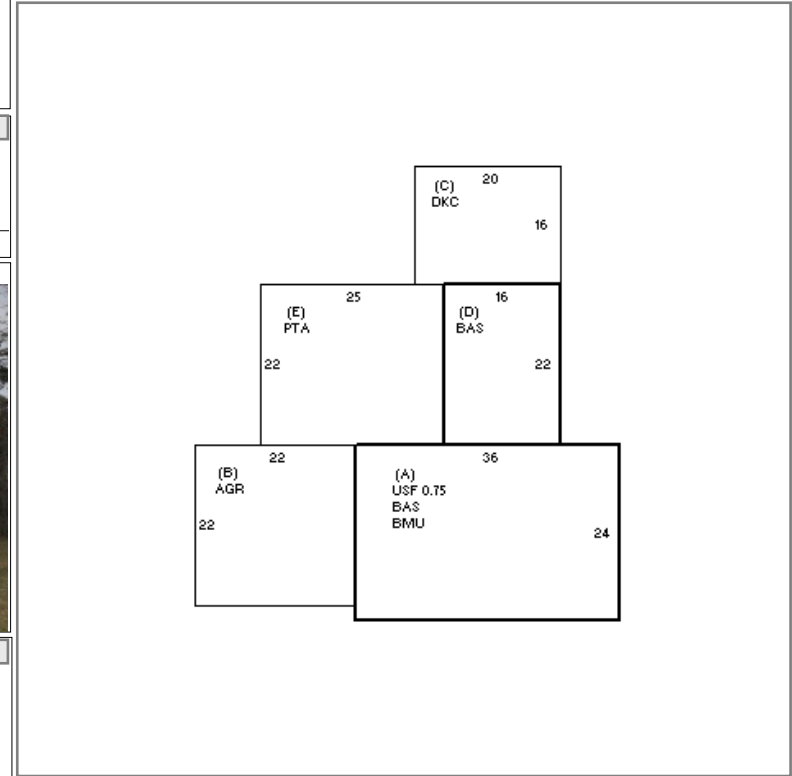 20
(C)
DKC
16
25
(E)
PTA
22
16
(D)
BAS
22
22
(B)
AGR
22
36
(A)
USF 0.75
BAS
BMU
24